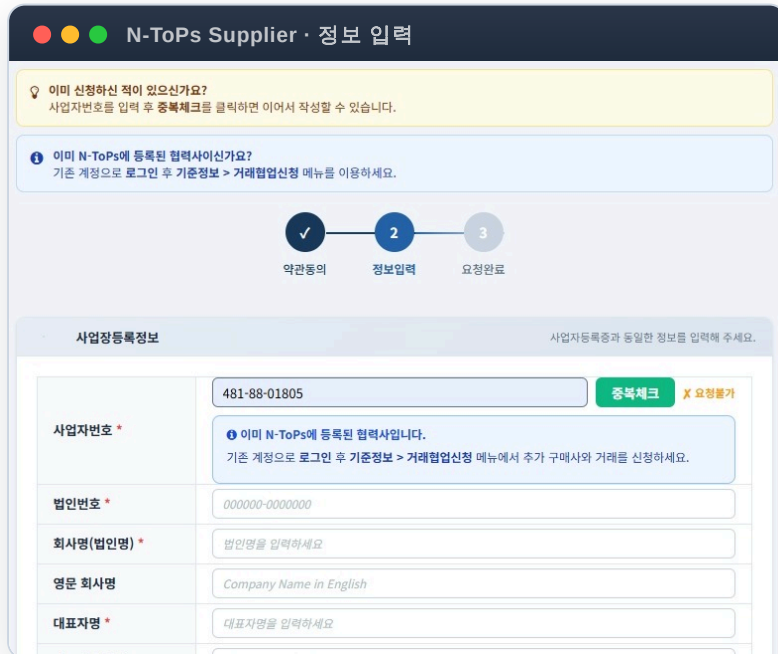 N-ToPs Supplier · 정보 입력
이미 신청하신 적이 있으신가요?
사업자번호를 입력 후 중복체크를 클릭하면 이어서 작성할 수 있습니다.
이미 N-ToPs에 등록된 협력사이신가요?
기존 계정으로 로그인 후 기준정보 > 거래협업신청 메뉴를 이용하세요.
✓ 2 3
약관동의 정보입력 요청완료
사업장등록정보 사업자등록증과 동일한 정보를 입력해 주세요.
사업자번호 * 481-88-01805 중복체크 ✗ 요청불가
이미 N-ToPs에 등록된 협력사입니다.
기존 계정으로 로그인 후 기준정보 > 거래협업신청 메뉴에서 추가 구매사와 거래를 신청하세요.
법인번호 * 000000-0000000
회사명(법인명) * 법인명을 입력하세요
영문 회사명 Company Name in English
대표자명 * 대표자명을 입력하세요